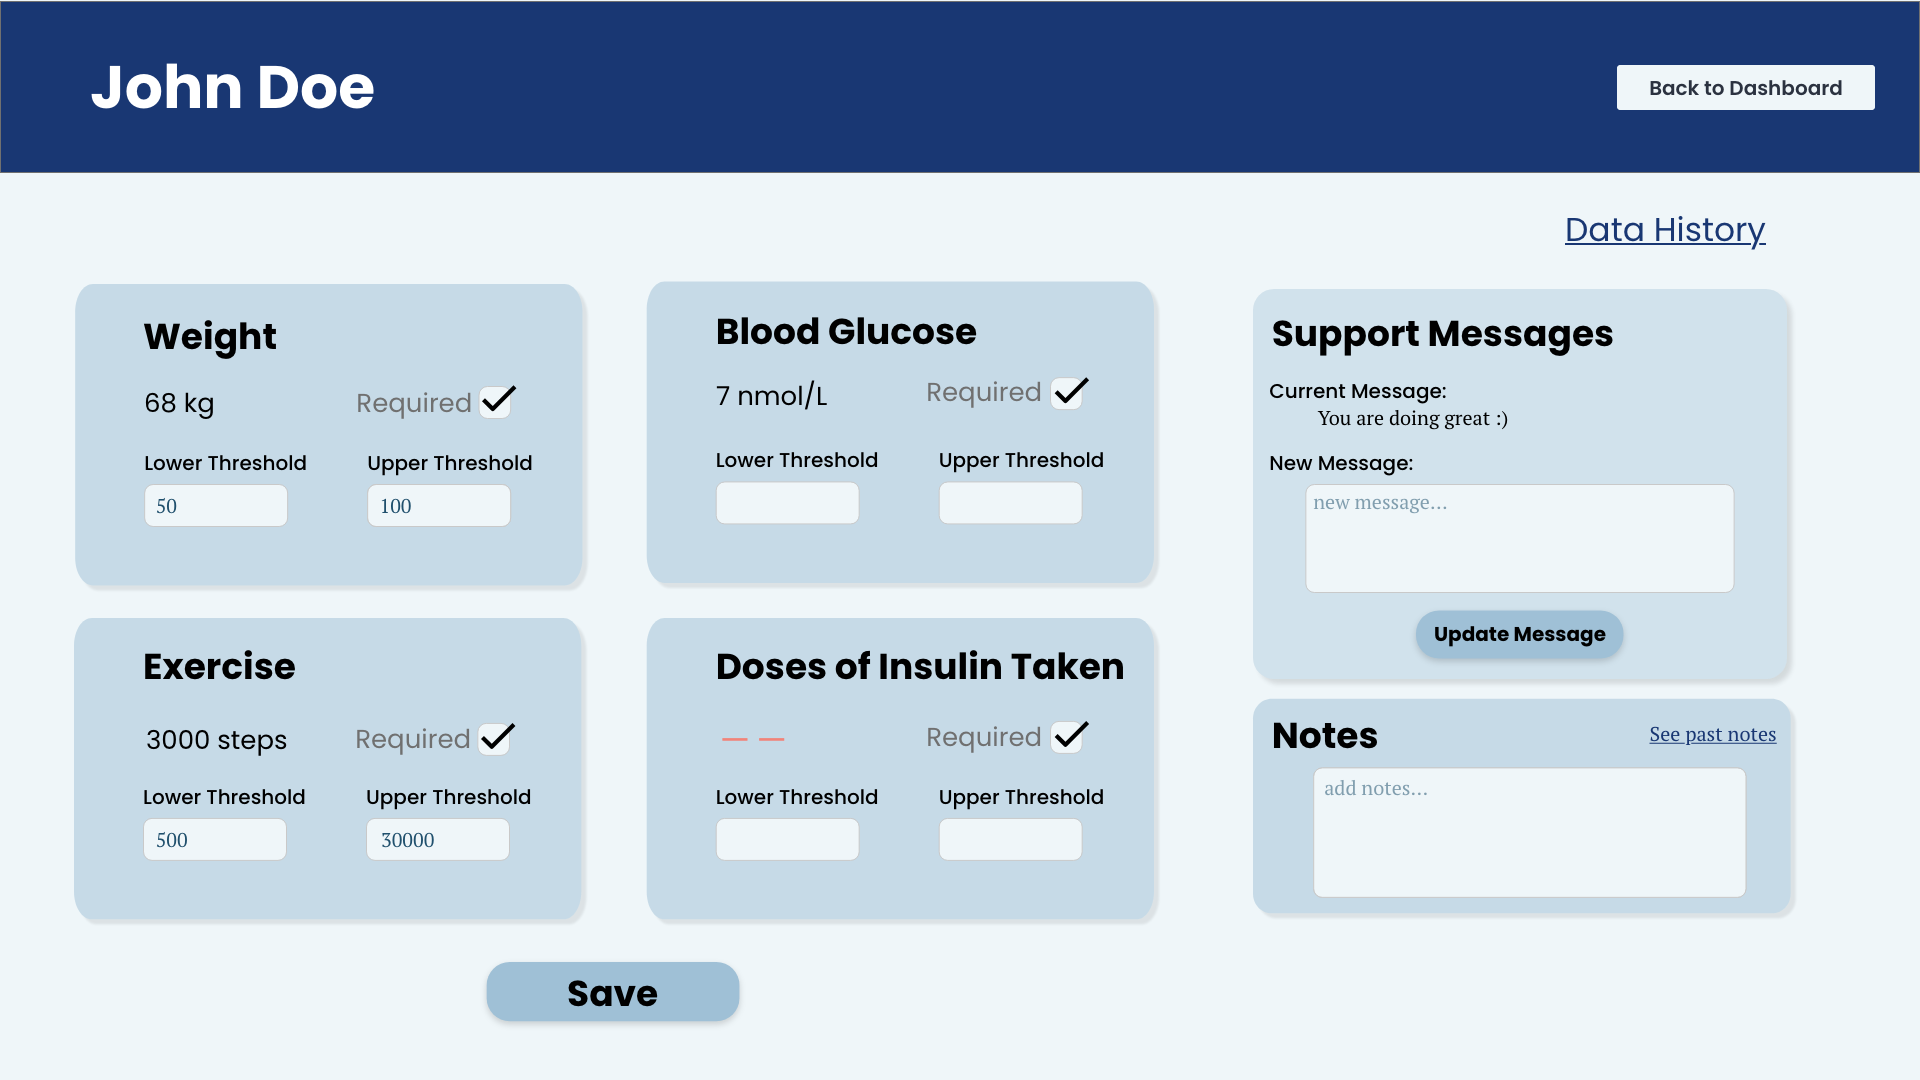 John Doe
Back to Dashboard
Data History
Weight
68 kg
Required
Lower Threshold
Upper Threshold
50
100
Blood Glucose
7 nmol/L
Required
Lower Threshold
Upper Threshold
Support Messages
Current Message:
You are doing great :)
New Message:
new message...
Update Message
Exercise
3000 steps
Required
Lower Threshold
Upper Threshold
500
30000
Doses of Insulin Taken
— —
Required
Lower Threshold
Upper Threshold
Notes
See past notes
add notes...
Save